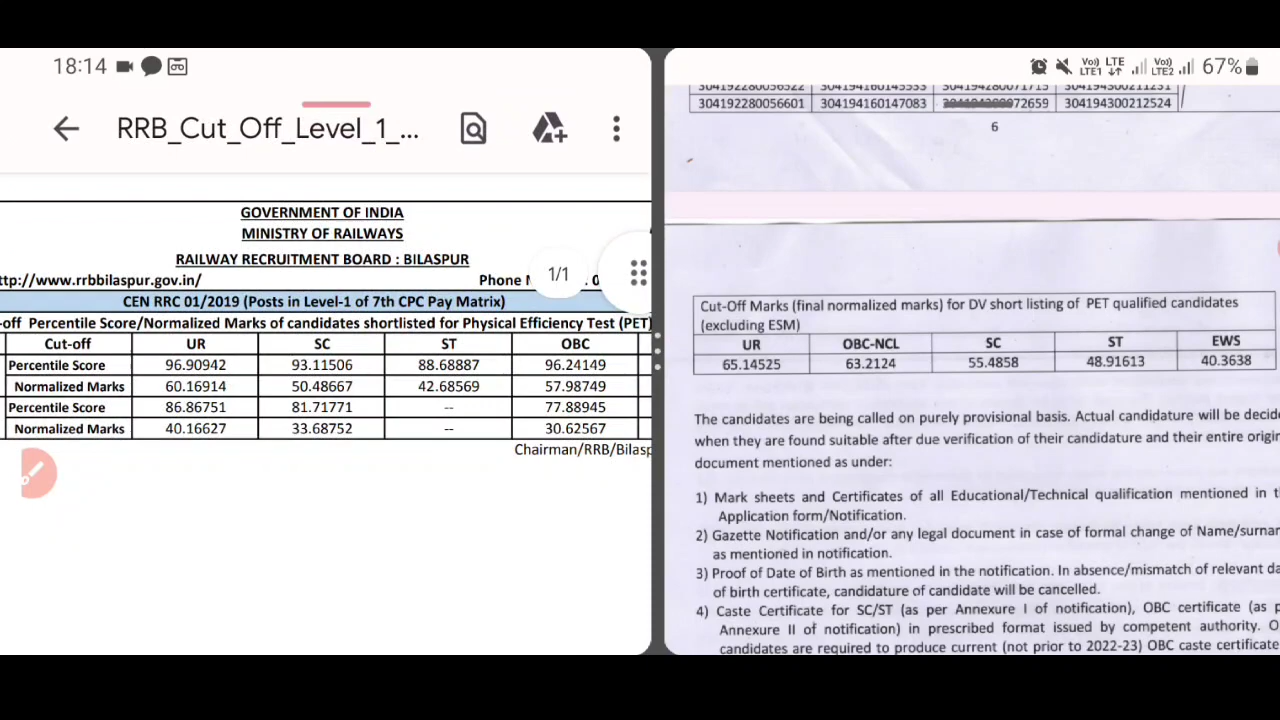 18:14
67%
RRB_Cut_Off_Level_1_...
GOVERNMENT OF INDIA
MINISTRY OF RAILWAYS
RAILWAY RECRUITMENT BOARD : BILASPUR
ttp://www.rrbbilaspur.gov.in/ Phone
1/1
CEN RRC 01/2019 (Posts in Level-1 of 7th CPC Pay Matrix)
-off Percentile Score/Normalized Marks of candidates shortlisted for Physical Efficiency Test (PET)
Cut-off UR SC ST OBC
Percentile Score 96.90942 93.11506 88.68887 96.24149
Normalized Marks 60.16914 50.48667 42.68569 57.98749
Percentile Score 86.86751 81.71771 -- 77.88945
Normalized Marks 40.16627 33.68752 -- 30.62567
Chairman/RRB/Bilasp
304192280056601 304194160147083 72659 304194300212524
6
Cut-Off Marks (final normalized marks) for DV short listing of PET qualified candidates
(excluding ESM)
UR OBC-NCL SC ST EWS
65.14525 63.2124 55.4858 48.91613 40.3638
The candidates are being called on purely provisional basis. Actual candidature will be decide
when they are found suitable after due verification of their candidature and their entire origin
document mentioned as under:
1) Mark sheets and Certificates of all Educational/Technical qualification mentioned in t
Application form/Notification.
2) Gazette Notification and/or any legal document in case of formal change of Name/surnam
as mentioned in notification.
3) Proof of Date of Birth as mentioned in the notification. In absence/mismatch of relevant da
of birth certificate, candidature of candidate will be cancelled.
4) Caste Certificate for SC/ST (as per Annexure I of notification), OBC certificate (as p
Annexure II of notification) in prescribed format issued by competent authority. O
candidates are required to produce current (not prior to 2022-23) OBC caste certificate